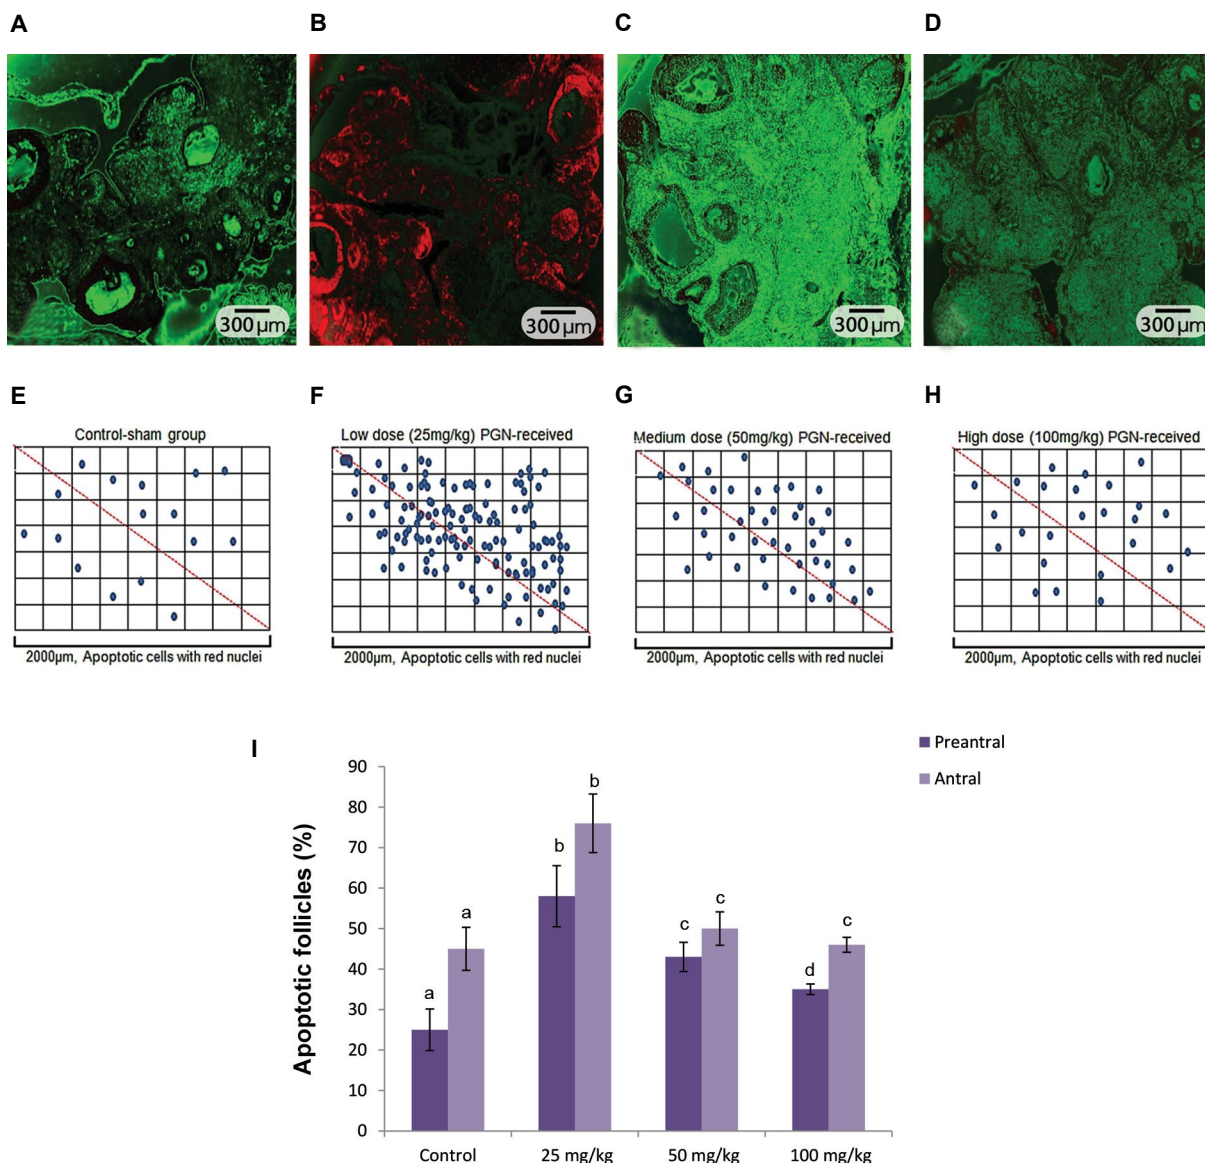 A B C D
300 µm 300 µm 300 µm 300 µm
E F G H
Control-sham group
Low dose (25mg/kg) PGN-received
Medium dose (50mg/kg) PGN-received
High dose (100mg/kg) PGN-received
2000µm, Apoptotic cells with red nuclei
2000µm, Apoptotic cells with red nuclei
2000µm, Apoptotic cells with red nuclei
2000µm, Apoptotic cells with red nuclei
I
Preantral
Antral
Apoptotic follicles (%)
90
80
70
60
50
40
30
20
10
0
a a b b c c d c
Control 25 mg/kg 50 mg/kg 100 mg/kg